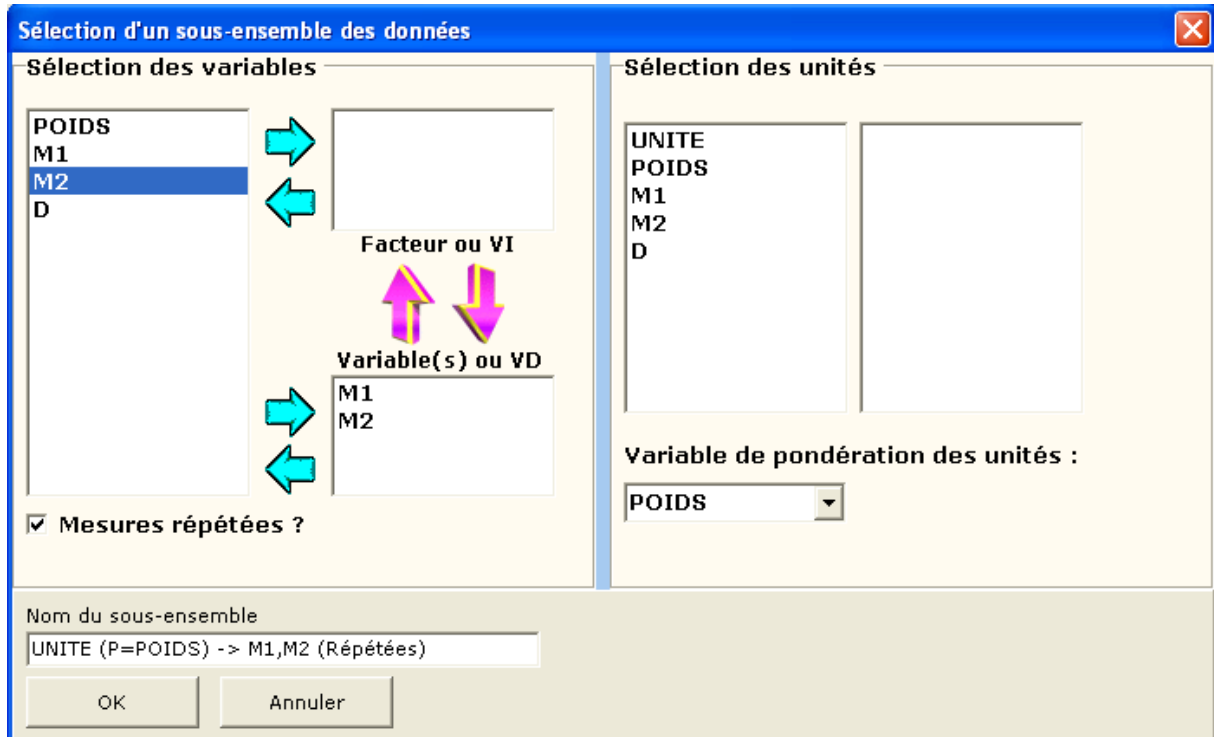 Sélection d'un sous-ensemble des données
Sélection des variables
POIDS
M1
M2
D
Facteur ou VI
Variable(s) ou VD
M1
M2
Mesures répétées ?
Sélection des unités
UNITE
POIDS
M1
M2
D
Variable de pondération des unités :
POIDS
Nom du sous-ensemble
UNITE (P=POIDS) -> M1,M2 (Répétées)
OK
Annuler